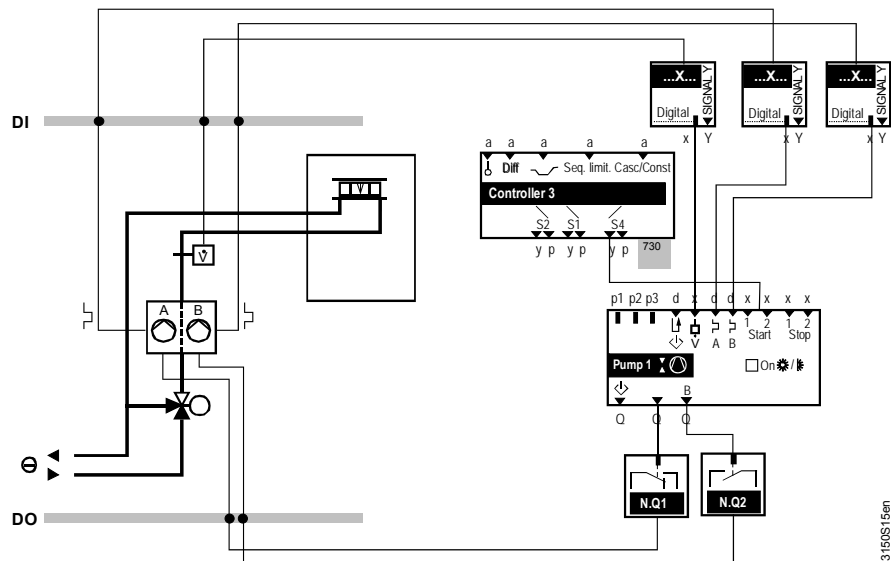 ...X...
SIGNAL Y
Digital
x Y
...X...
SIGNAL Y
Digital
x Y
...X...
SIGNAL Y
Digital
x Y
DI
a a a a a
Diff Seq. limit. Casc/Const
Controller 3
S2 S1 S4
y p y p y p
730
V
A B
p1 p2 p3 d x d d x x x x
V A B
1 2 1 2
Start Stop
Pump 1
On /
B
Q Q Q
N.Q1
N.Q2
DO
3150S15en